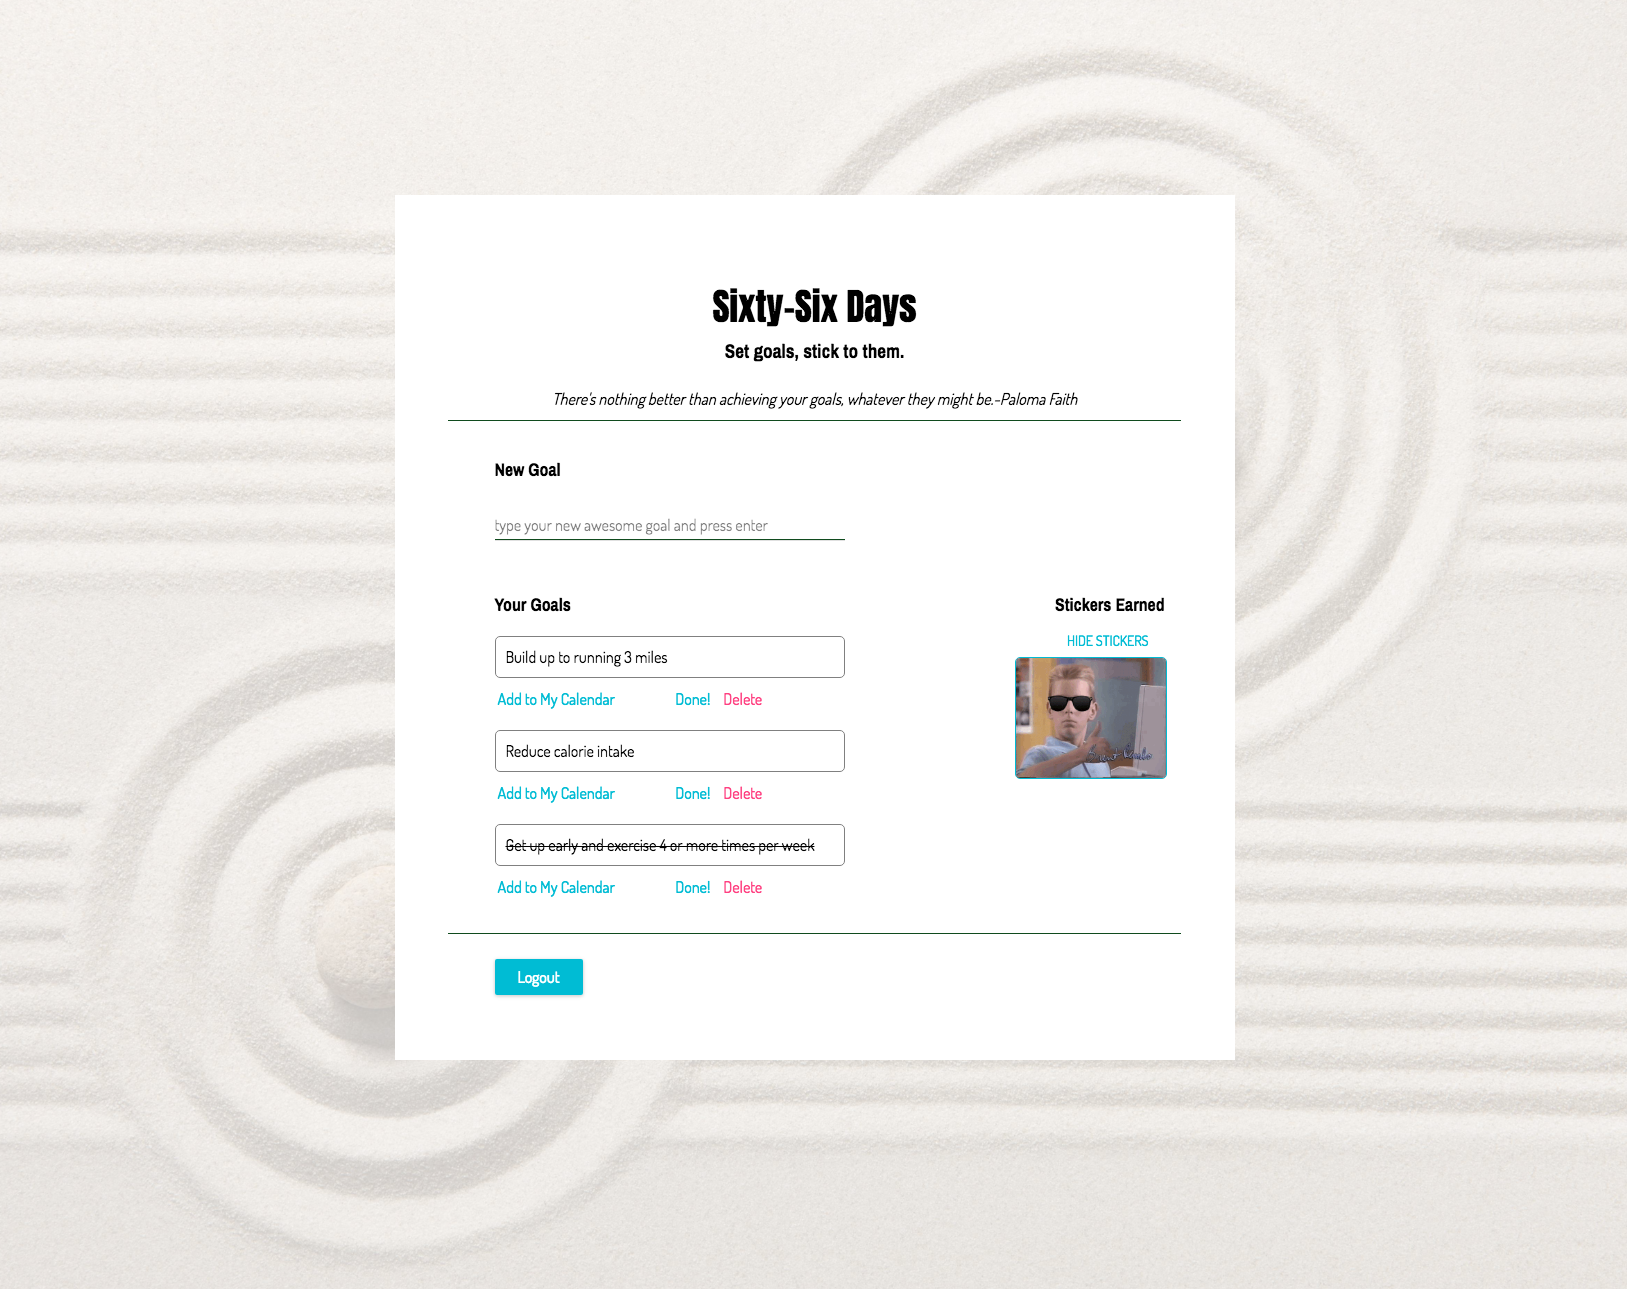 Sixty-Six Days
Set goals, stick to them.
There's nothing better than achieving your goals, whatever they might be.-Paloma Faith
New Goal
type your new awesome goal and press enter
Your Goals
Stickers Earned
HIDE STICKERS
Build up to running 3 miles
Add to My Calendar Done! Delete
Reduce calorie intake
Add to My Calendar Done! Delete
Get up early and exercise 4 or more times per week
Add to My Calendar Done! Delete
Logout